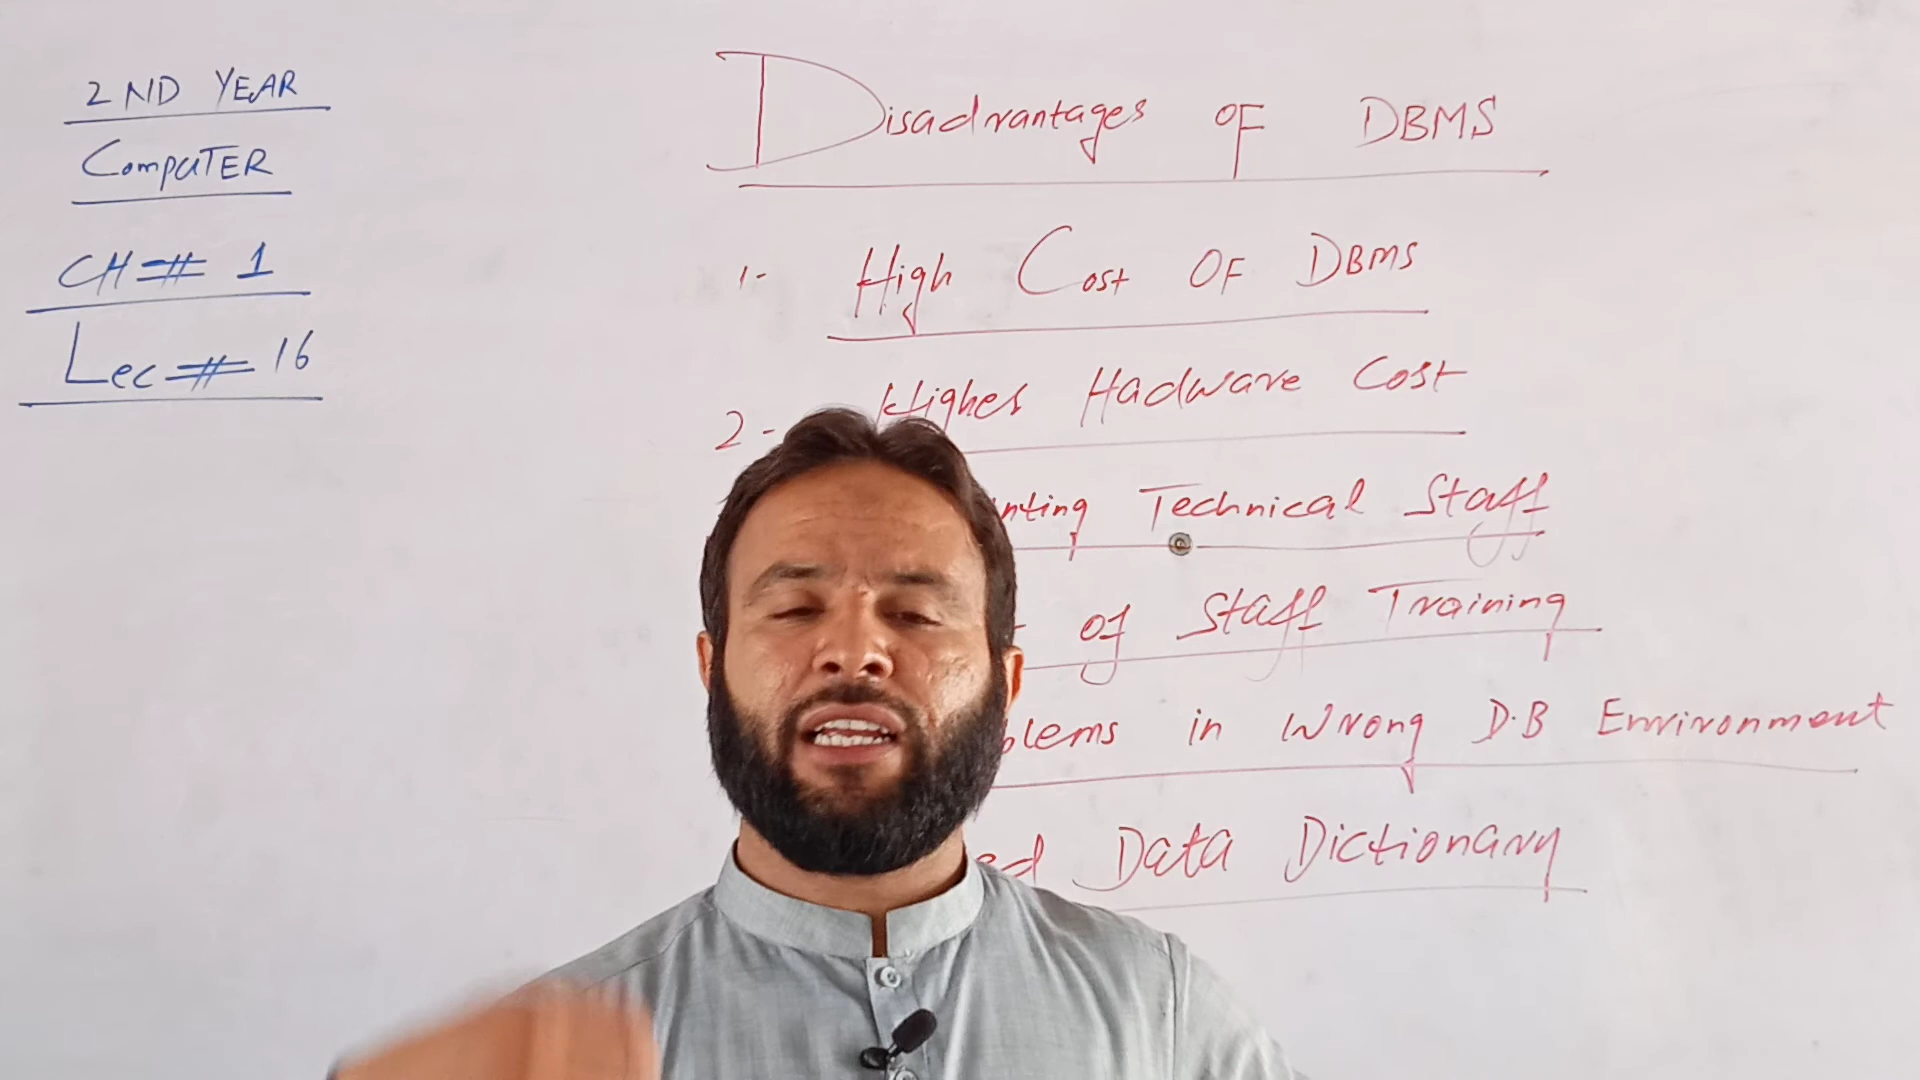 2ND YEAR
COMPUTER
CH # 1
Lec # 16
Disadvantages OF DBMS
1- High Cost OF DBMS
2- Higher Hadware Cost
Technical Staff
of Staff Training
in Wrong D.B Environment
Data Dictionary